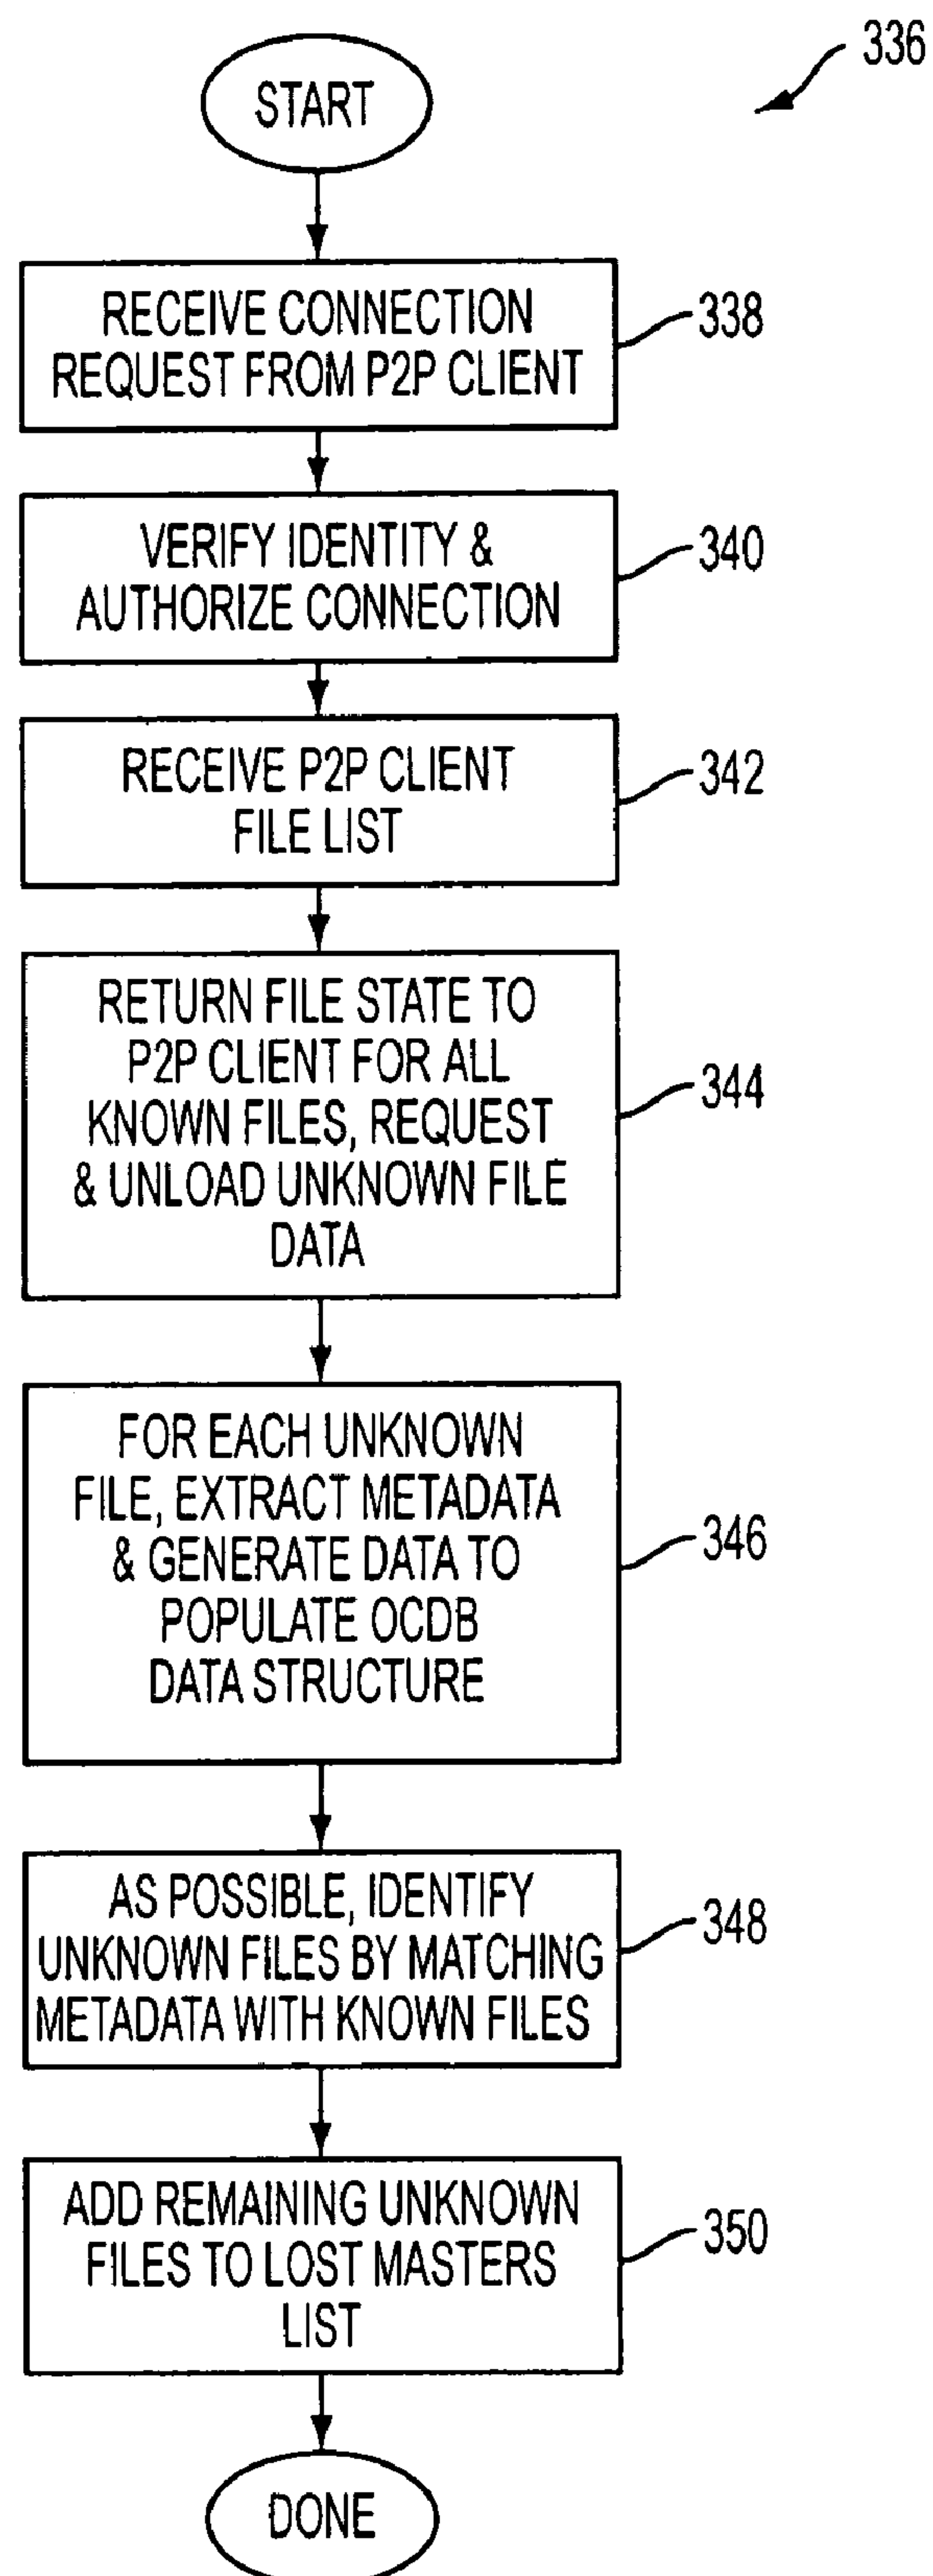 336
START
RECEIVE CONNECTION
REQUEST FROM P2P CLIENT
338
VERIFY IDENTITY &
AUTHORIZE CONNECTION
340
RECEIVE P2P CLIENT
FILE LIST
342
RETURN FILE STATE TO
P2P CLIENT FOR ALL
KNOWN FILES, REQUEST
& UNLOAD UNKNOWN FILE
DATA
344
FOR EACH UNKNOWN
FILE, EXTRACT METADATA
& GENERATE DATA TO
POPULATE OCDB
DATA STRUCTURE
346
AS POSSIBLE, IDENTIFY
UNKNOWN FILES BY MATCHING
METADATA WITH KNOWN FILES
348
ADD REMAINING UNKNOWN
FILES TO LOST MASTERS
LIST
350
DONE